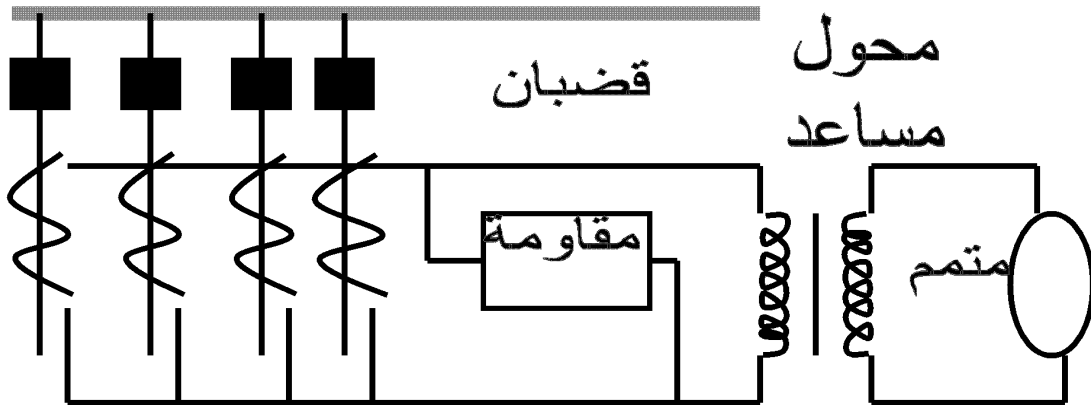 محول
مساعد
قضبان
مقاومة
متمم